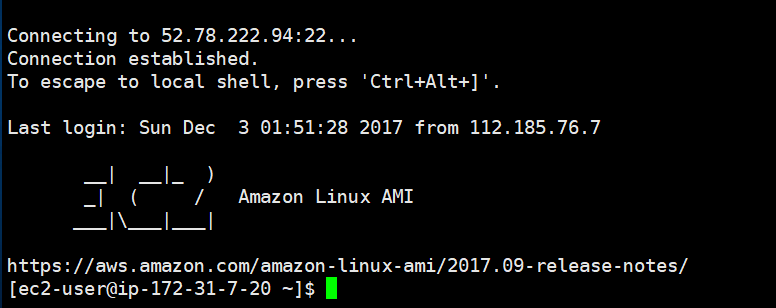 Connecting to 52.78.222.94:22...
Connection established.
To escape to local shell, press 'Ctrl+Alt+]'.
Last login: Sun Dec  3 01:51:28 2017 from 112.185.76.7
       __|  __|_  )
       _|  (     /   Amazon Linux AMI
      ___|\___|___|
https://aws.amazon.com/amazon-linux-ami/2017.09-release-notes/
[ec2-user@ip-172-31-7-20 ~]$